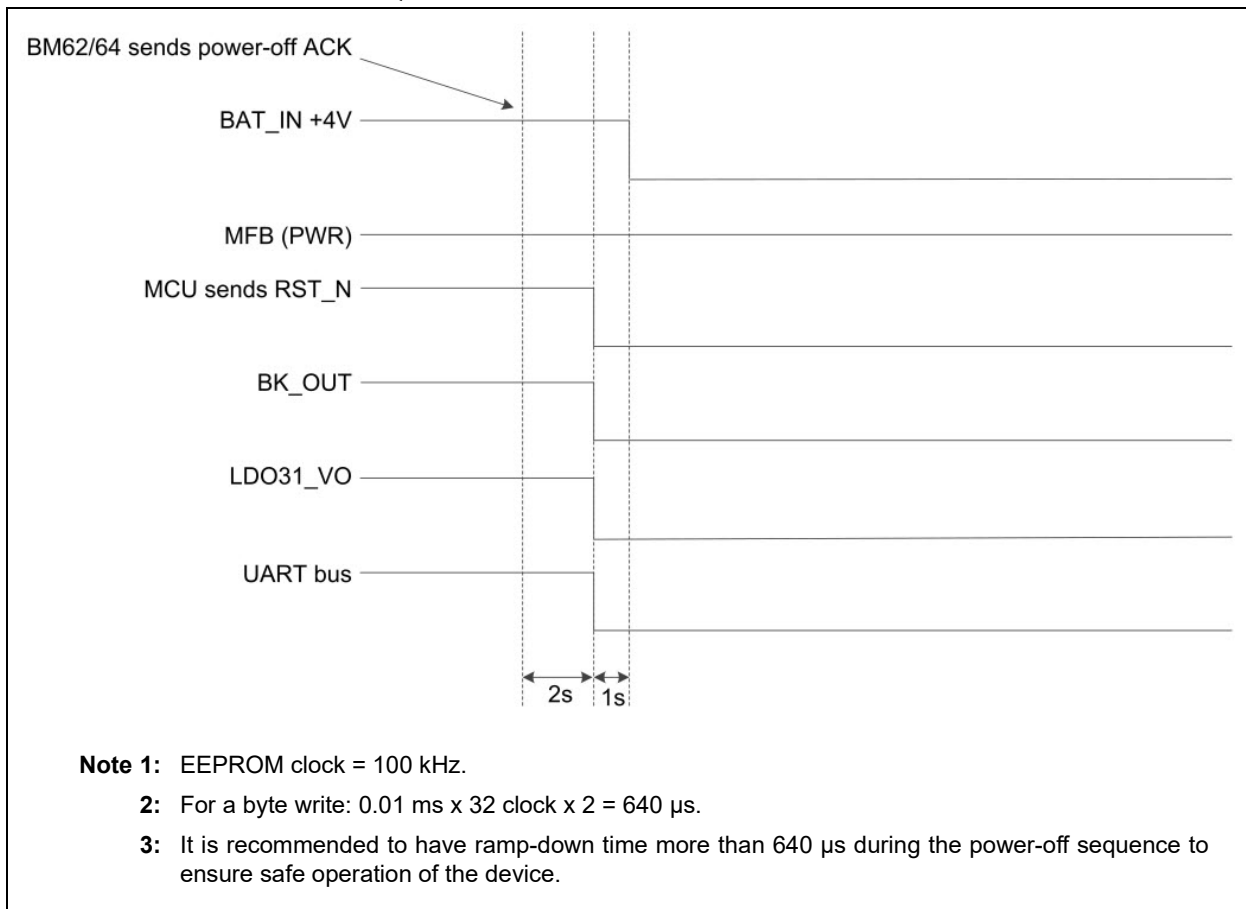 BM62/64 sends power-off ACK
BAT_IN +4V
MFB (PWR)
MCU sends RST_N
BK_OUT
LDO31_VO
UART bus
2s 1s
Note 1: EEPROM clock = 100 kHz.
2: For a byte write: 0.01 ms x 32 clock x 2 = 640 µs.
3: It is recommended to have ramp-down time more than 640 µs during the power-off sequence to
ensure safe operation of the device.